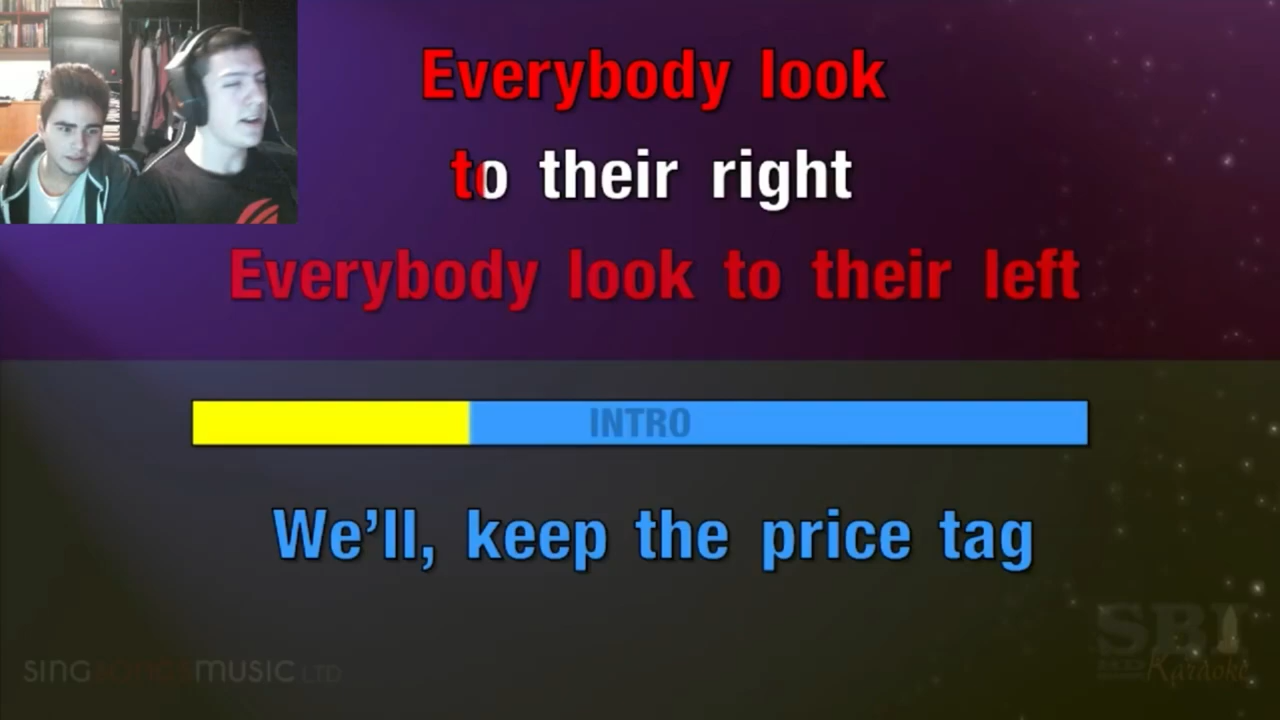 Everybody look
to their right
Everybody look to their left
INTRO
We'll, keep the price tag
SINGSONGSMUSIC LTD
SBI
Karaoke